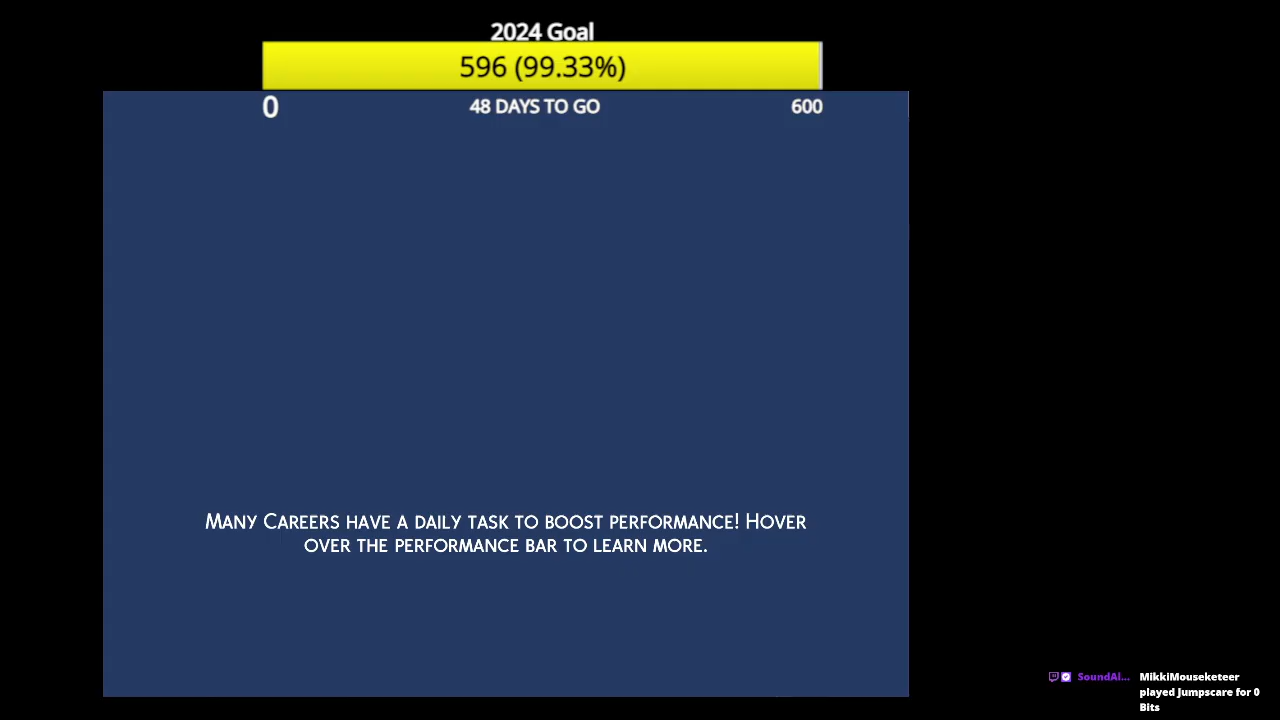 2024 Goal
596 (99.33%)
0 48 DAYS TO GO 600
Many Careers have a daily task to boost performance! Hover
over the performance bar to learn more.
SoundAl... MikkiMouseketeer
played Jumpscare for 0
Bits